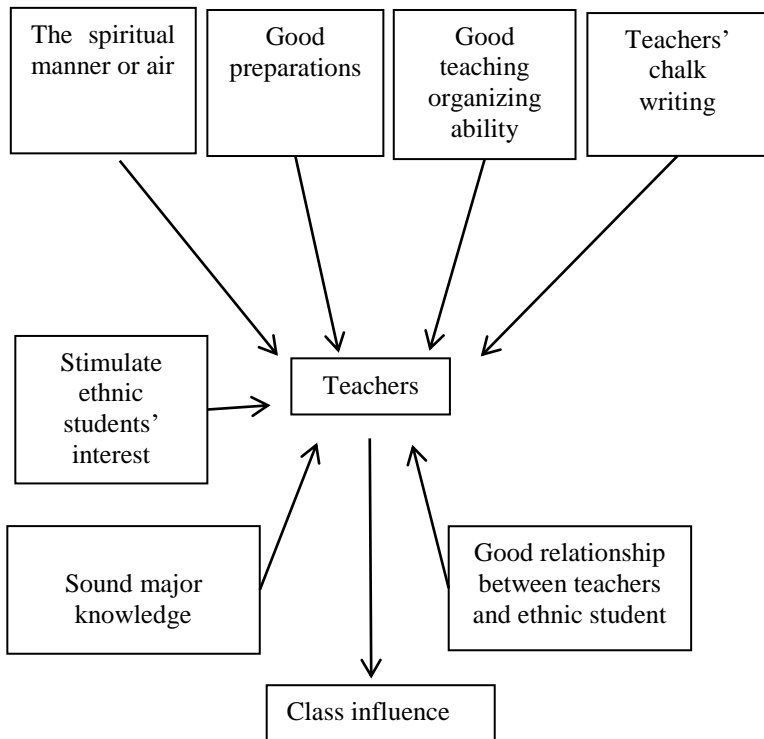 The spiritual
manner or air
Good
preparations
Good
teaching
organizing
ability
Teachers’
chalk
writing
Stimulate
ethnic
students’
interest
Teachers
Sound major
knowledge
Good relationship
between teachers
and ethnic student
Class influence